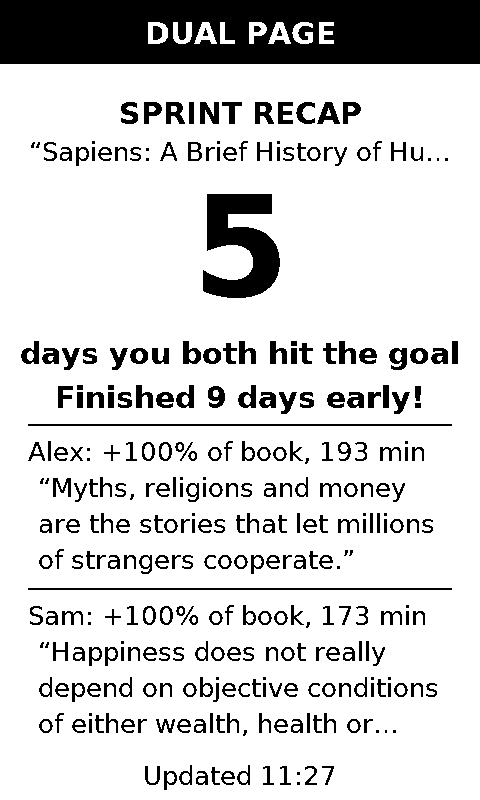 DUAL PAGE
SPRINT RECAP
“Sapiens: A Brief History of Hu…
5
days you both hit the goal
Finished 9 days early!
Alex: +100% of book, 193 min
“Myths, religions and money
are the stories that let millions
of strangers cooperate.”
Sam: +100% of book, 173 min
“Happiness does not really
depend on objective conditions
of either wealth, health or…
Updated 11:27